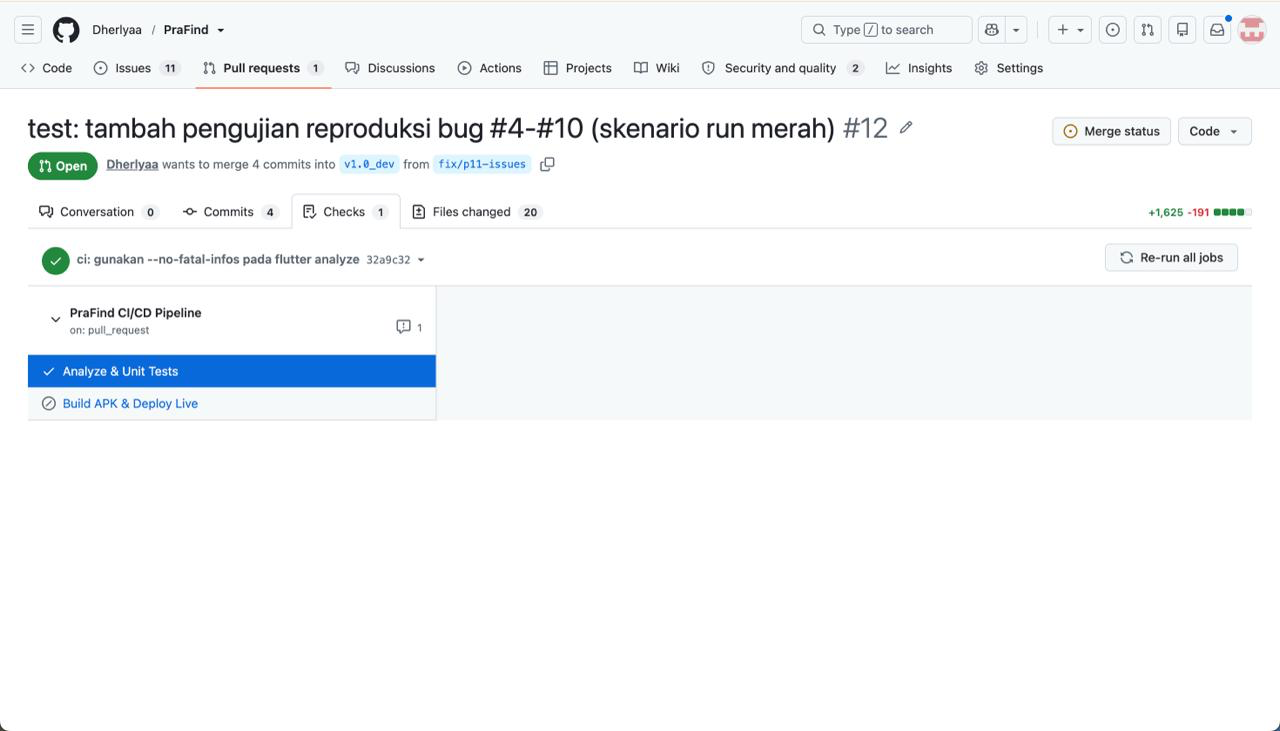 Dherlyaa / PraFind
Type / to search
Code
Issues 11
Pull requests 1
Discussions
Actions
Projects
Wiki
Security and quality 2
Insights
Settings
test: tambah pengujian reproduksi bug #4-#10 (skenario run merah) #12
Merge status
Code
Open
Dherlyaa wants to merge 4 commits into v1.0_dev from fix/p11-issues
Conversation 0
Commits 4
Checks 1
Files changed 20
+1,625 -191
ci: gunakan --no-fatal-infos pada flutter analyze 32a9c32
Re-run all jobs
PraFind CI/CD Pipeline
on: pull_request
1
Analyze & Unit Tests
Build APK & Deploy Live